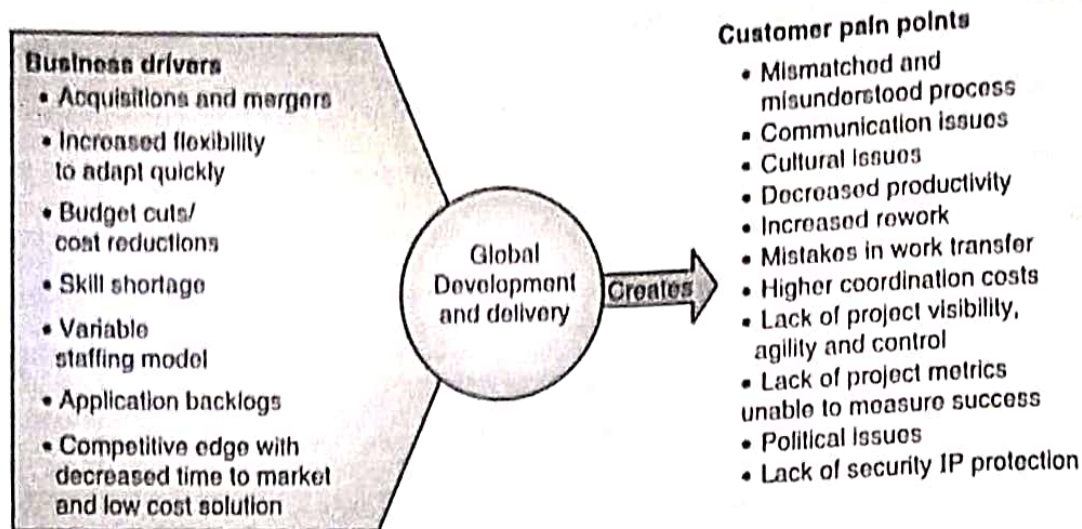 Business drivers
• Acquisitions and mergers
• Increased flexibility
to adapt quickly
• Budget cuts/
cost reductions
• Skill shortage
• Variable
staffing model
• Application backlogs
• Competitive edge with
decreased time to market
and low cost solution
Global
Development
and delivery
Creates
Customer pain points
• Mismatched and
misunderstood process
• Communication issues
• Cultural issues
• Decreased productivity
• Increased rework
• Mistakes in work transfer
• Higher coordination costs
• Lack of project visibility,
agility and control
• Lack of project metrics
unable to measure success
• Political issues
• Lack of security IP protection